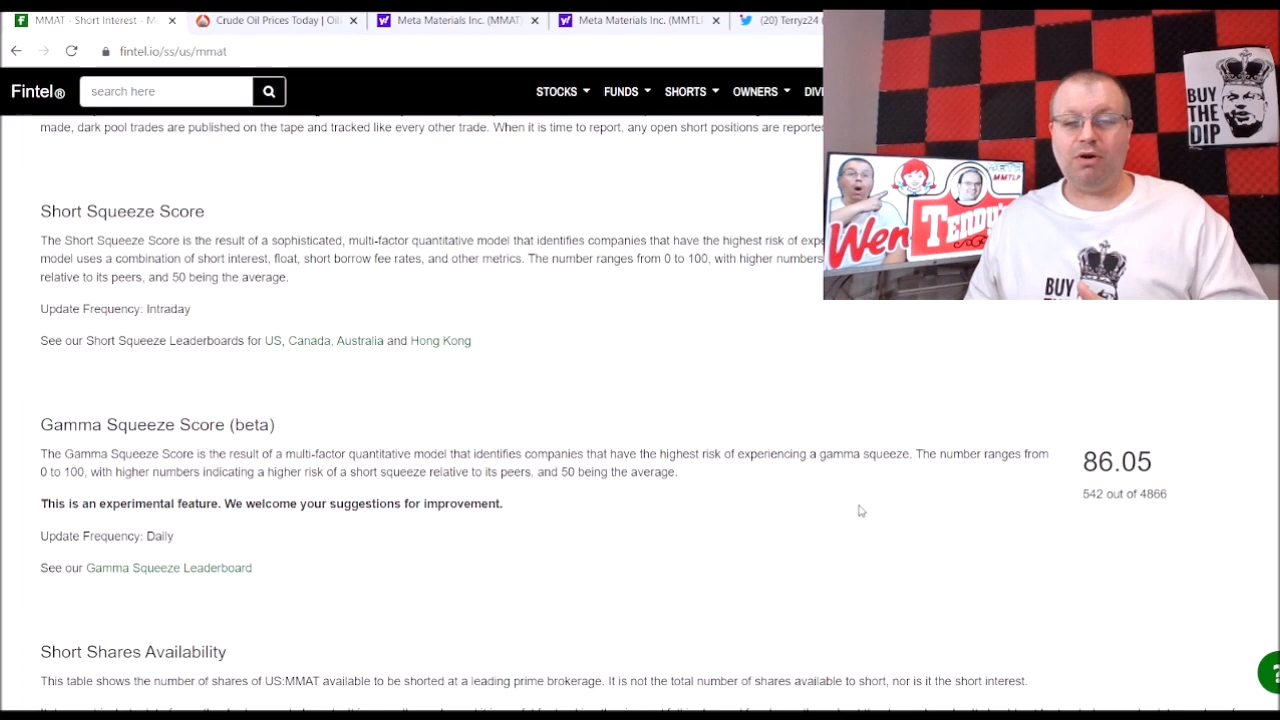 MMAT - Short Interest - M
Crude Oil Prices Today | Oil
Meta Materials Inc. (MMAT)
Meta Materials Inc. (MMTL
(20) Terryz24
fintel.io/ss/us/mmat
Fintel®
search here
STOCKS
FUNDS
SHORTS
OWNERS
DIVI
made, dark pool trades are published on the tape and tracked like every other trade. When it is time to report, any open short positions are reported
Short Squeeze Score
The Short Squeeze Score is the result of a sophisticated, multi-factor quantitative model that identifies companies that have the highest risk of expe
model uses a combination of short interest, float, short borrow fee rates, and other metrics. The number ranges from 0 to 100, with higher numbers
relative to its peers, and 50 being the average.
Update Frequency: Intraday
See our Short Squeeze Leaderboards for US, Canada, Australia and Hong Kong
Gamma Squeeze Score (beta)
The Gamma Squeeze Score is the result of a multi-factor quantitative model that identifies companies that have the highest risk of experiencing a gamma squeeze. The number ranges from
0 to 100, with higher numbers indicating a higher risk of a short squeeze relative to its peers, and 50 being the average.
86.05
542 out of 4866
This is an experimental feature. We welcome your suggestions for improvement.
Update Frequency: Daily
See our Gamma Squeeze Leaderboard
Short Shares Availability
This table shows the number of shares of US:MMAT available to be shorted at a leading prime brokerage. It is not the total number of shares available to short, nor is it the short interest.
BUY
THE
DIP
MMTLP
Wen
BUY